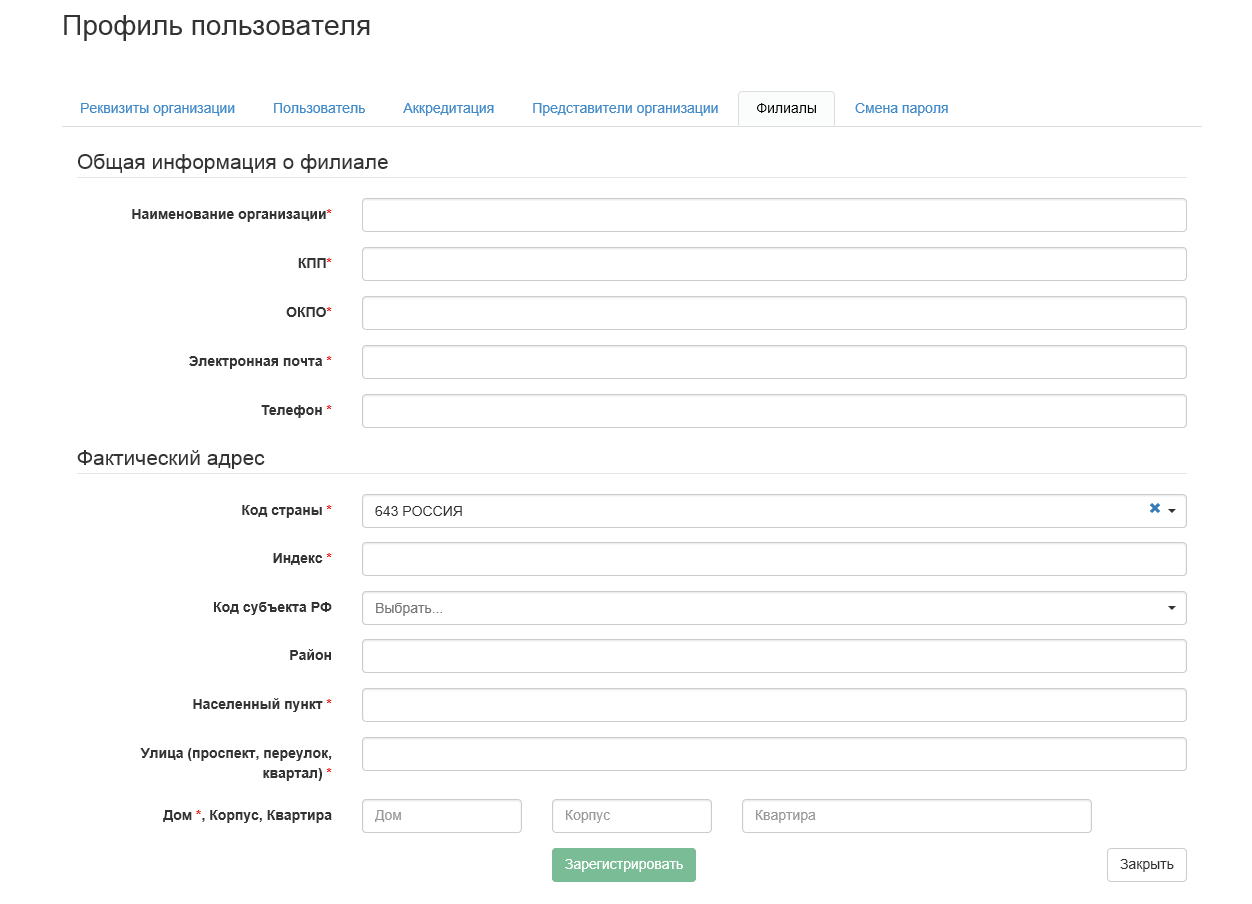 Профиль пользователя
Реквизиты организации Пользователь Аккредитация Представители организации Филиалы Смена пароля
Общая информация о филиале
Наименование организации*
КПП*
ОКПО*
Электронная почта *
Телефон *
Фактический адрес
Код страны * 643 РОССИЯ
Индекс *
Код субъекта РФ Выбрать...
Район
Населенный пункт *
Улица (проспект, переулок,
квартал) *
Дом *, Корпус, Квартира Дом Корпус Квартира
Зарегистрировать Закрыть